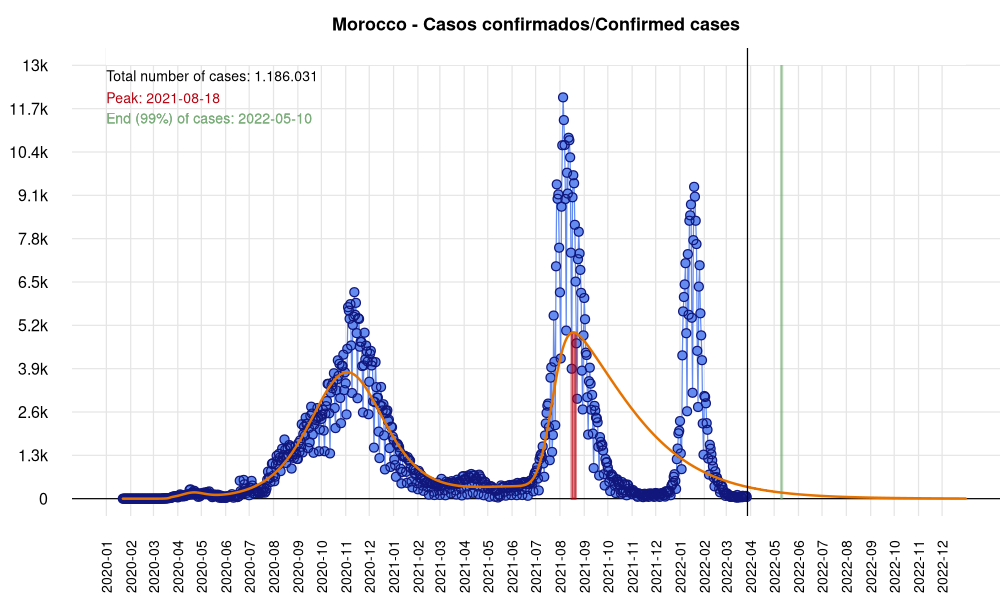 Morocco - Casos confirmados/Confirmed cases
Total number of cases: 1.186.031
Peak: 2021-08-18
End (99%) of cases: 2022-05-10
13k
11.7k
10.4k
9.1k
7.8k
6.5k
5.2k
3.9k
2.6k
1.3k
0
2020-01
2020-02
2020-03
2020-04
2020-05
2020-06
2020-07
2020-08
2020-09
2020-10
2020-11
2020-12
2021-01
2021-02
2021-03
2021-04
2021-05
2021-06
2021-07
2021-08
2021-09
2021-10
2021-11
2021-12
2022-01
2022-02
2022-03
2022-04
2022-05
2022-06
2022-07
2022-08
2022-09
2022-10
2022-11
2022-12